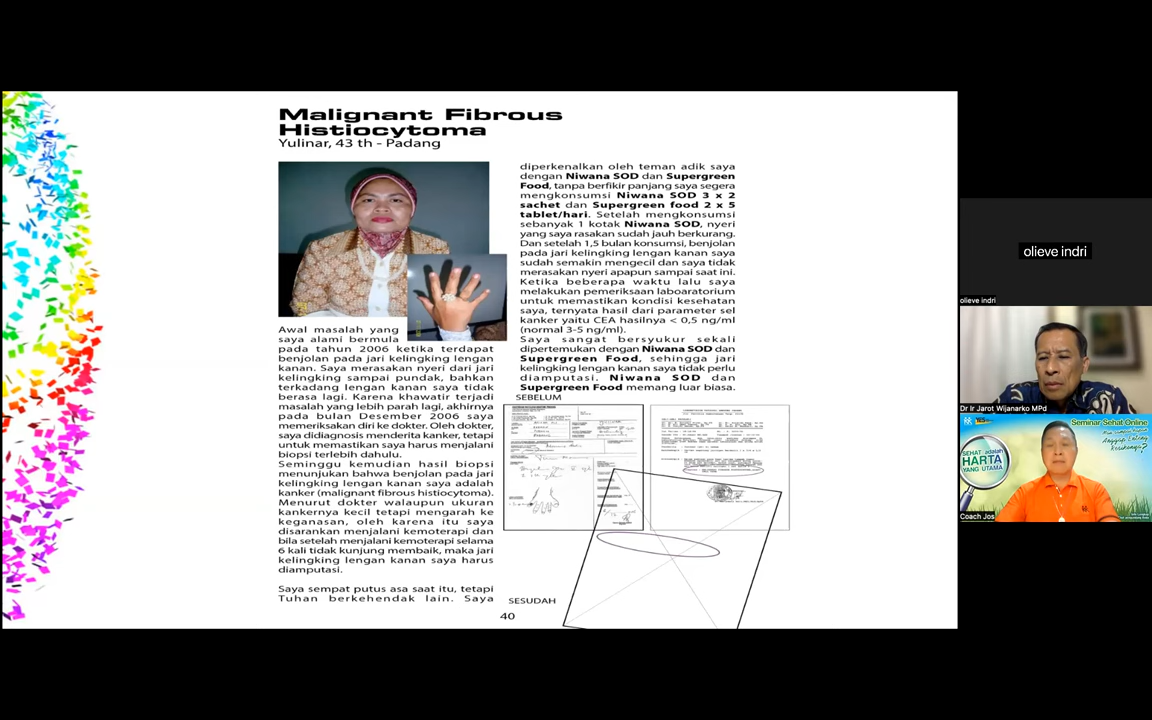 Malignant Fibrous
Histiocytoma
Yulinar, 43 th - Padang
Awal masalah yang
saya alami bermula
pada tahun 2006 ketika terdapat
benjolan pada jari kelingking lengan
kanan. Saya merasakan nyeri dari jari
kelingking sampai pundak, bahkan
terkadang lengan kanan saya tidak
berasa lagi. Karena khawatir terjadi
masalah yang lebih parah lagi, akhirnya
pada bulan Desember 2006 saya
memeriksakan diri ke dokter. Oleh dokter,
saya didiagnosis menderita kanker, tetapi
untuk memastikan saya harus menjalani
biopsi terlebih dahulu.
Seminggu kemudian hasil biopsi
menunjukan bahwa benjolan pada jari
kelingking lengan kanan saya adalah
kanker (malignant fibrous histiocytoma).
Menurut dokter walaupun ukuran
kankernya kecil tetapi mengarah ke
keganasan, oleh karena itu saya
disarankan menjalani kemoterapi dan
bila setelah menjalani kemoterapi selama
6 kali tidak kunjung membaik, maka jari
kelingking lengan kanan saya harus
diamputasi.
Saya sempat putus asa saat itu, tetapi
Tuhan berkehendak lain. Saya
diperkenalkan oleh teman adik saya
dengan Niwana SOD dan Supergreen
Food, tanpa berfikir panjang saya segera
mengkonsumsi Niwana SOD 3 x 2
sachet dan Supergreen food 2 x 5
tablet/hari. Setelah mengkonsumsi
sebanyak 1 kotak Niwana SOD, nyeri
yang saya rasakan sudah jauh berkurang.
Dan setelah 1,5 bulan konsumsi, benjolan
pada jari kelingking lengan kanan saya
sudah semakin mengecil dan saya tidak
merasakan nyeri apapun sampai saat ini.
Ketika beberapa waktu lalu saya
melakukan pemeriksaan laboaratorium
untuk memastikan kondisi kesehatan
saya, ternyata hasil dari parameter sel
kanker yaitu CEA hasilnya < 0,5 ng/ml
(normal 3-5 ng/ml).
Saya sangat bersyukur sekali
dipertemukan dengan Niwana SOD dan
Supergreen Food, sehingga jari
kelingking lengan kanan saya tidak perlu
diamputasi. Niwana SOD dan
Supergreen Food memang luar biasa.
SEBELUM
SESUDAH
40
olieve indri
olieve indri
Dr Ir Jarot Wijanarko MPd
Seminar Sehat Online
SEHAT adalah
HARTA
YANG UTAMA
Coach Jos